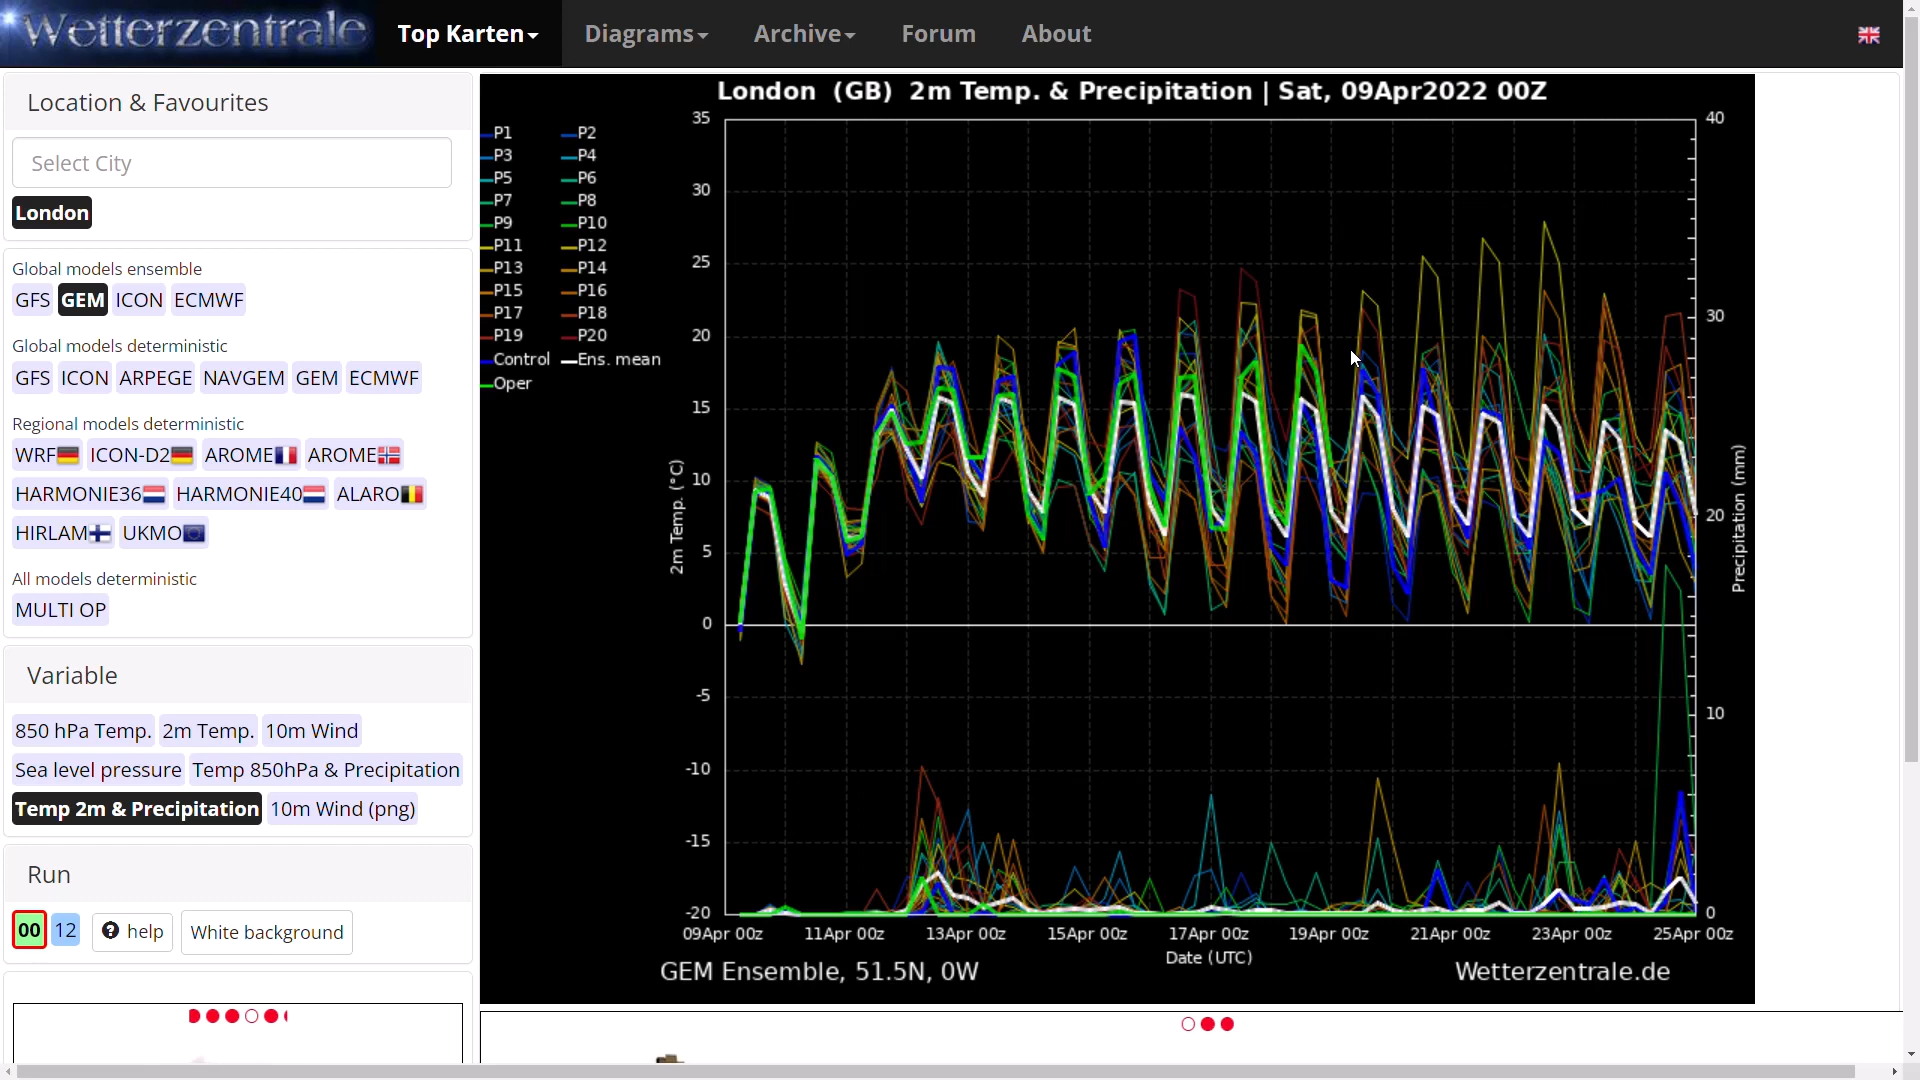 Wetterzentrale Top Karten Diagrams Archive Forum About
Location & Favourites
Select City
London
Global models ensemble
GFS GEM ICON ECMWF
Global models deterministic
GFS ICON ARPEGE NAVGEM GEM ECMWF
Regional models deterministic
WRF ICON-D2 AROME AROME
HARMONIE36 HARMONIE40 ALARO
HIRLAM UKMO
All models deterministic
MULTI OP
Variable
850 hPa Temp. 2m Temp. 10m Wind
Sea level pressure Temp 850hPa & Precipitation
Temp 2m & Precipitation 10m Wind (png)
Run
00 12 help White background
London (GB) 2m Temp. & Precipitation | Sat, 09Apr2022 00Z
P1 P2
P3 P4
P5 P6
P7 P8
P9 P10
P11 P12
P13 P14
P15 P16
P17 P18
P19 P20
Control Ens. mean
Oper
2m Temp. (°C)
35
30
25
20
15
10
5
0
-5
-10
-15
-20
40
30
20
10
0
Precipitation (mm)
09Apr 00z 11Apr 00z 13Apr 00z 15Apr 00z 17Apr 00z 19Apr 00z 21Apr 00z 23Apr 00z 25Apr 00z
Date (UTC)
GEM Ensemble, 51.5N, 0W Wetterzentrale.de